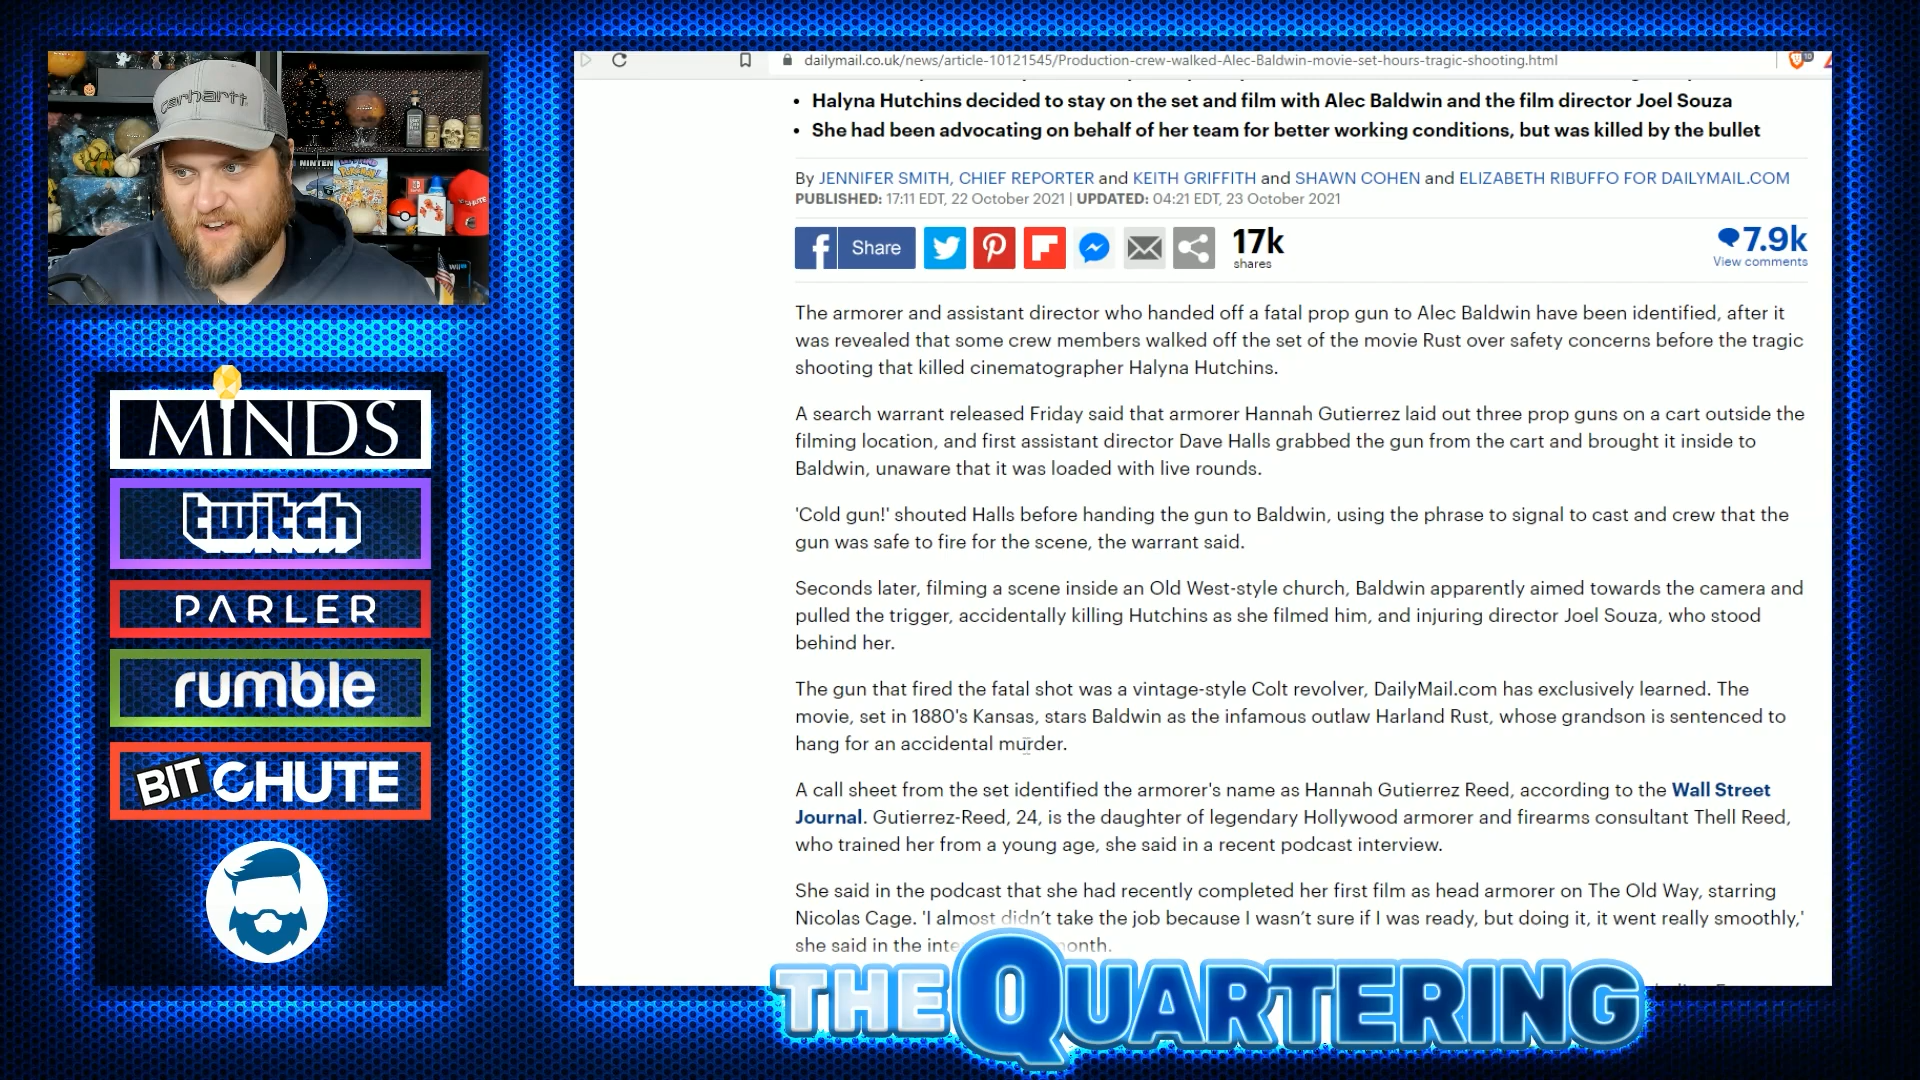 dailymail.co.uk/news/article-10121545/Production-crew-walked-Alec-Baldwin-movie-set-hours-tragic-shooting.html
• Halyna Hutchins decided to stay on the set and film with Alec Baldwin and the film director Joel Souza
• She had been advocating on behalf of her team for better working conditions, but was killed by the bullet
By JENNIFER SMITH, CHIEF REPORTER and KEITH GRIFFITH and SHAWN COHEN and ELIZABETH RIBUFFO FOR DAILYMAIL.COM
PUBLISHED: 17:11 EDT, 22 October 2021 | UPDATED: 04:21 EDT, 23 October 2021
f Share
17k
shares
7.9k
View comments
The armorer and assistant director who handed off a fatal prop gun to Alec Baldwin have been identified, after it
was revealed that some crew members walked off the set of the movie Rust over safety concerns before the tragic
shooting that killed cinematographer Halyna Hutchins.
A search warrant released Friday said that armorer Hannah Gutierrez laid out three prop guns on a cart outside the
filming location, and first assistant director Dave Halls grabbed the gun from the cart and brought it inside to
Baldwin, unaware that it was loaded with live rounds.
'Cold gun!' shouted Halls before handing the gun to Baldwin, using the phrase to signal to cast and crew that the
gun was safe to fire for the scene, the warrant said.
Seconds later, filming a scene inside an Old West-style church, Baldwin apparently aimed towards the camera and
pulled the trigger, accidentally killing Hutchins as she filmed him, and injuring director Joel Souza, who stood
behind her.
The gun that fired the fatal shot was a vintage-style Colt revolver, DailyMail.com has exclusively learned. The
movie, set in 1880's Kansas, stars Baldwin as the infamous outlaw Harland Rust, whose grandson is sentenced to
hang for an accidental murder.
A call sheet from the set identified the armorer's name as Hannah Gutierrez Reed, according to the Wall Street
Journal. Gutierrez-Reed, 24, is the daughter of legendary Hollywood armorer and firearms consultant Thell Reed,
who trained her from a young age, she said in a recent podcast interview.
She said in the podcast that she had recently completed her first film as head armorer on The Old Way, starring
Nicolas Cage. 'I almost didn't take the job because I wasn't sure if I was ready, but doing it, it went really smoothly,'
she said in the
carhartt
NINTEN
MINDS
twitch
PARLER
rumble
BITCHUTE
THE QUARTERING